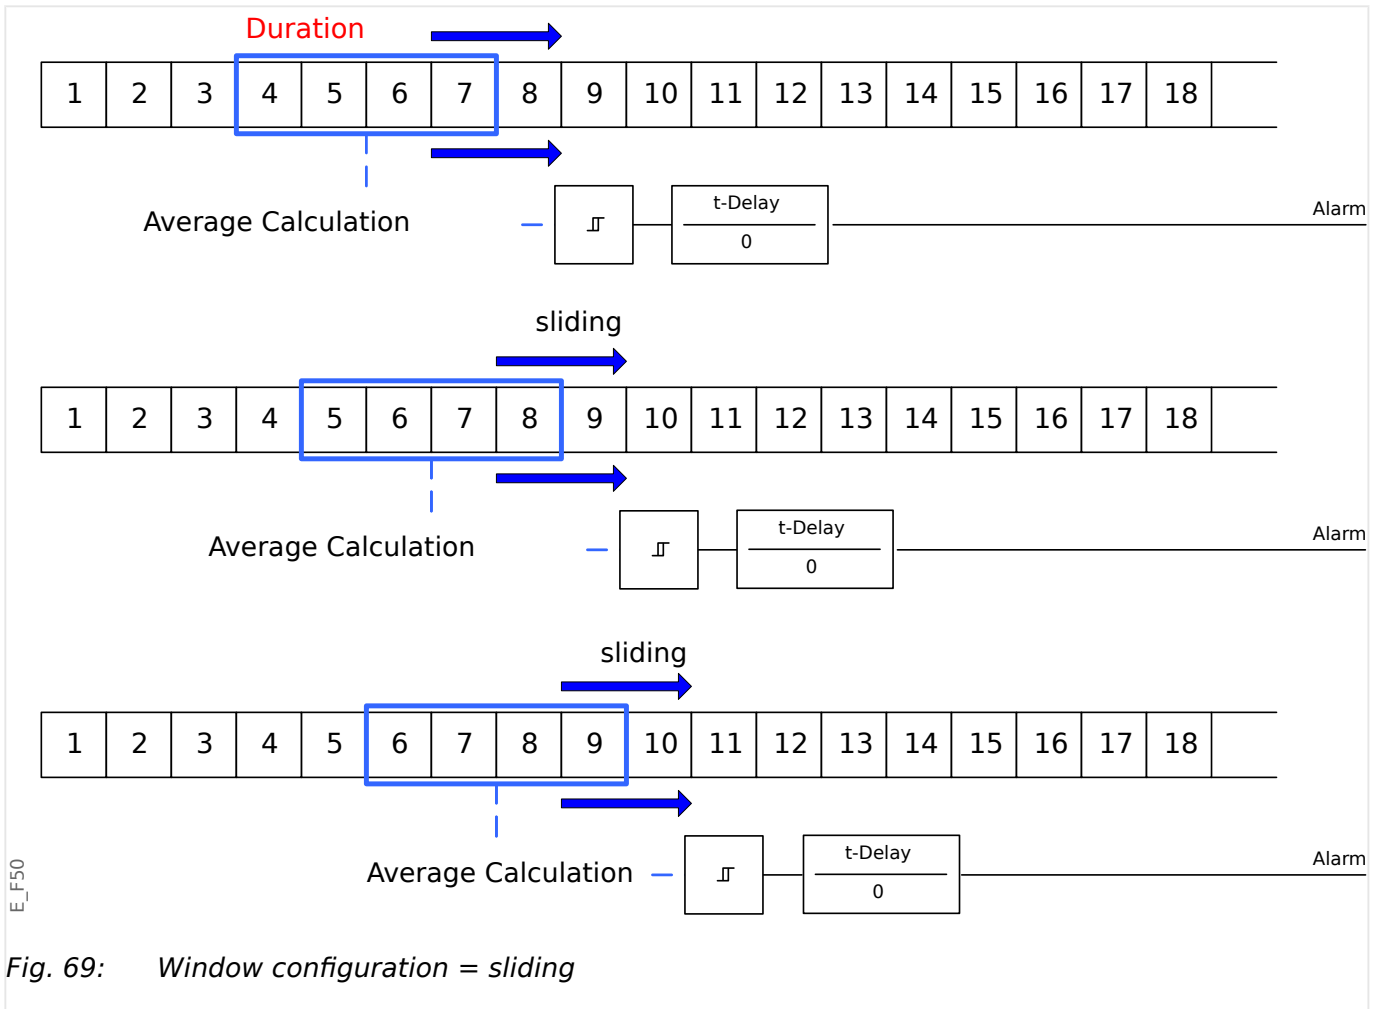 Duration
1 2 3 4 5 6 7 8 9 10 11 12 13 14 15 16 17 18
Average Calculation
t-Delay
0
Alarm
sliding
1 2 3 4 5 6 7 8 9 10 11 12 13 14 15 16 17 18
Average Calculation
t-Delay
0
Alarm
sliding
1 2 3 4 5 6 7 8 9 10 11 12 13 14 15 16 17 18
Average Calculation
t-Delay
0
Alarm
E_F50
Fig. 69: Window configuration = sliding